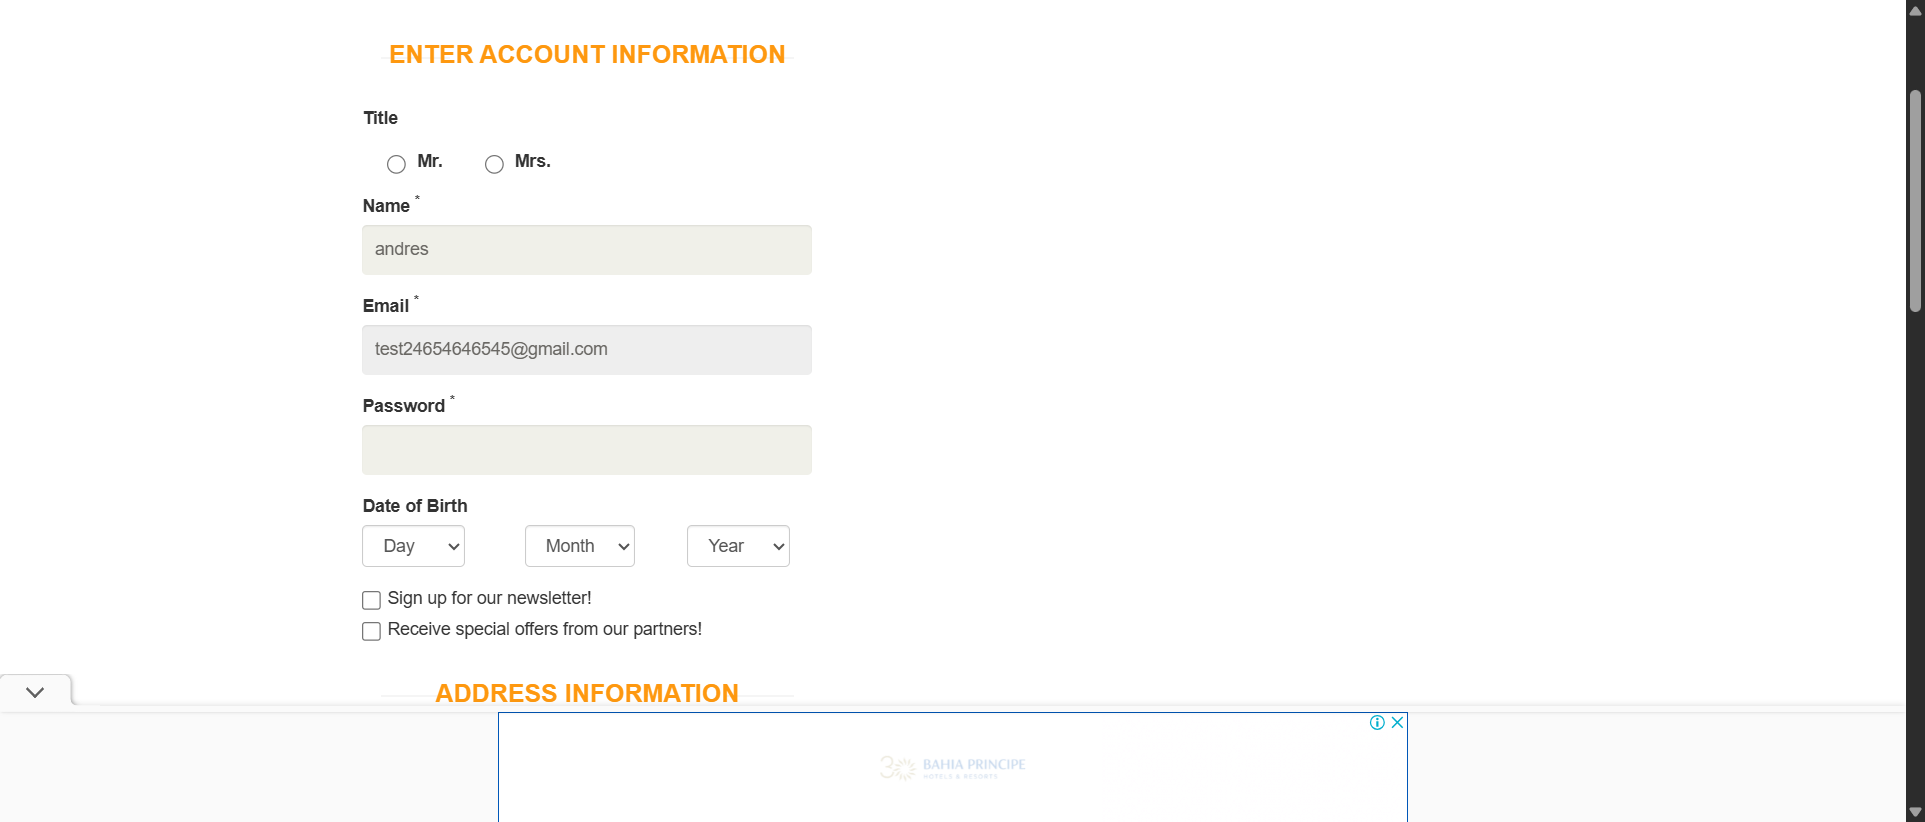 ENTER ACCOUNT INFORMATION
Title
Mr. Mrs.
Name *
andres
Email *
test24654646545@gmail.com
Password *
Date of Birth
Day Month Year
Sign up for our newsletter!
Receive special offers from our partners!
ADDRESS INFORMATION
30 BAHIA PRINCIPE
HOTELS & RESORTS